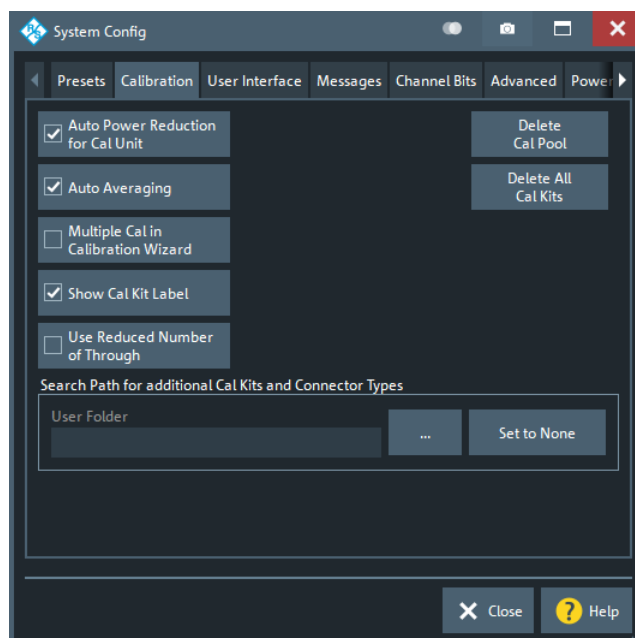 R&S System Config
Presets Calibration User Interface Messages Channel Bits Advanced Power
Auto Power Reduction
for Cal Unit
Delete
Cal Pool
Auto Averaging
Delete All
Cal Kits
Multiple Cal in
Calibration Wizard
Show Cal Kit Label
Use Reduced Number
of Through
Search Path for additional Cal Kits and Connector Types
User Folder
...
Set to None
Close
? Help